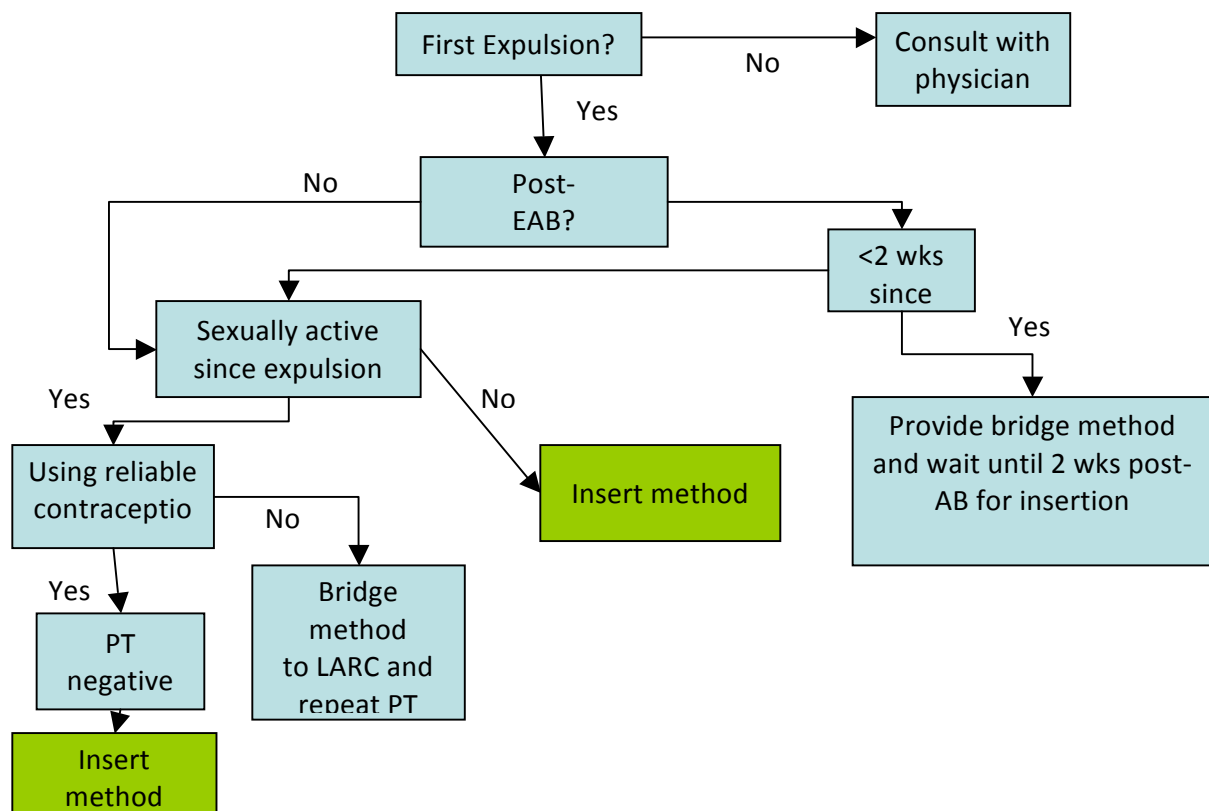 First Expulsion?
No
Consult with
physician
Yes
No
Post-
EAB?
<2 wks
since
Sexually active
since expulsion
Yes
Yes
No
Provide bridge method
and wait until 2 wks post-
AB for insertion
Using reliable
contraceptio
No
Insert method
Yes
Bridge
method
to LARC and
repeat PT
PT
negative
Insert
method